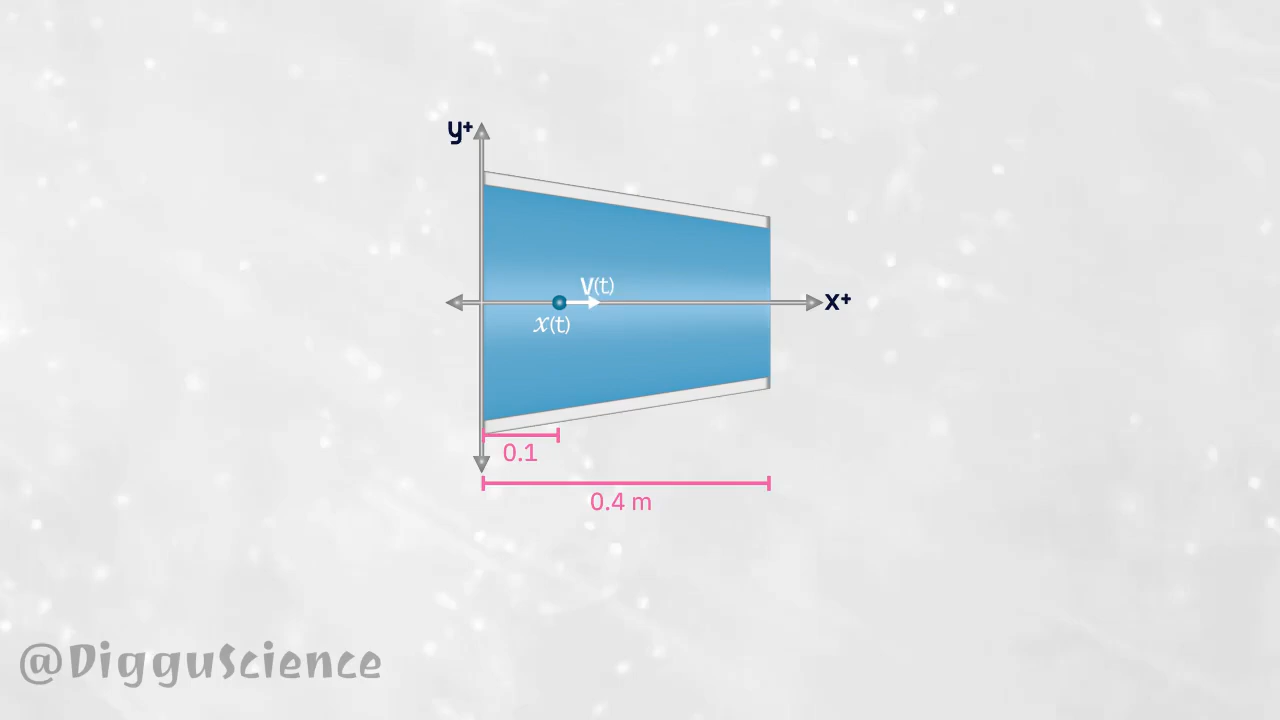 y+
V(t)
x+
x(t)
0.1
0.4 m
@DigguScience